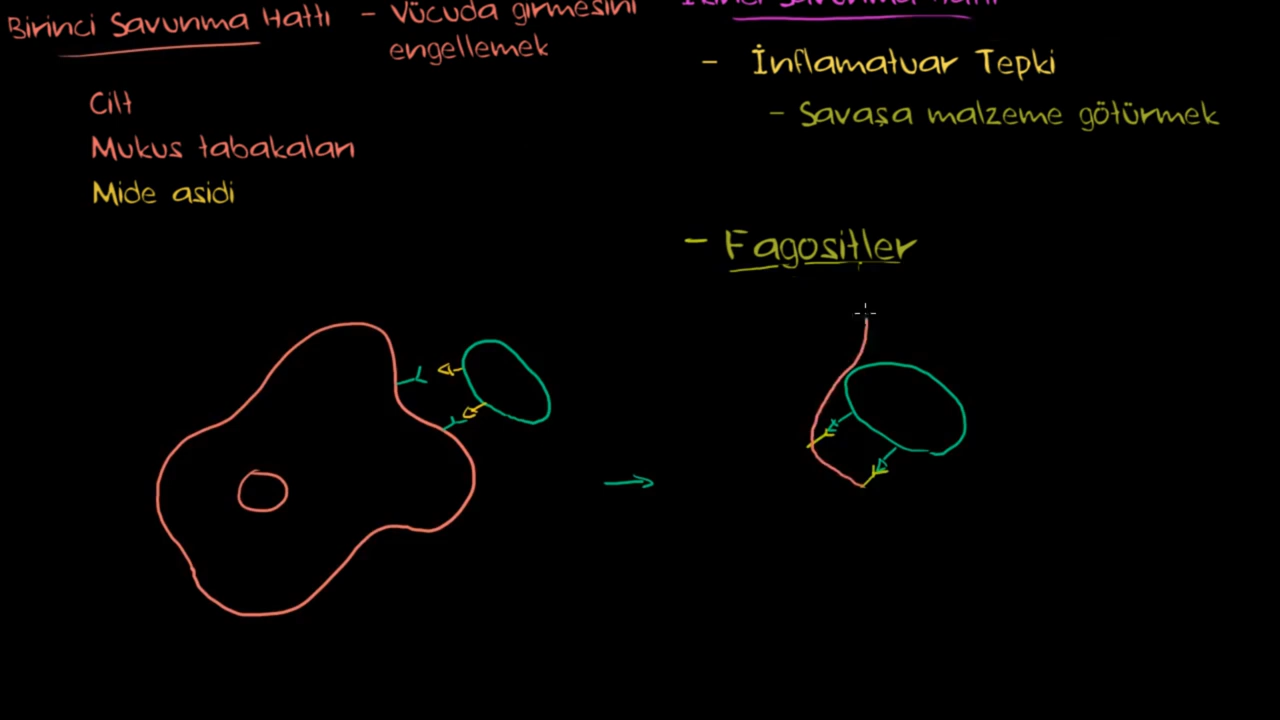 Birinci Savunma Hattı - Vücuda girmesini
engellemek
Cilt
Mukus tabakaları
Mide asidi
- İnflamatuar Tepki
- Savaşa malzeme götürmek
- Fagositler